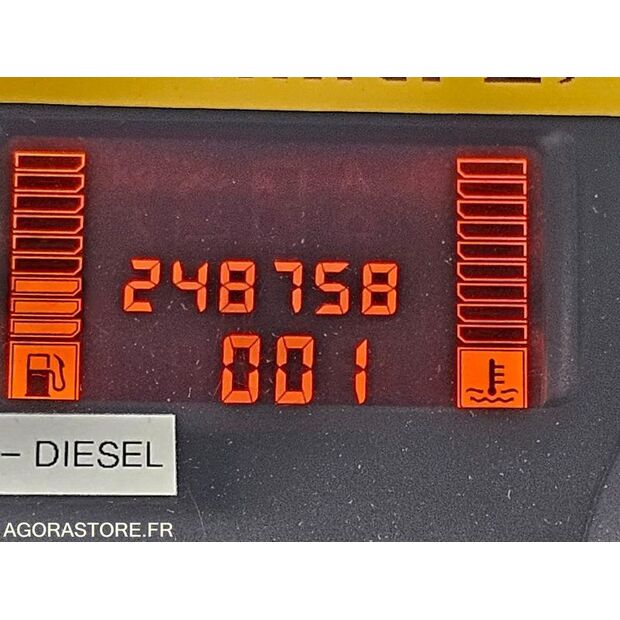 248758
001
– DIESEL
AGORASTORE.FR